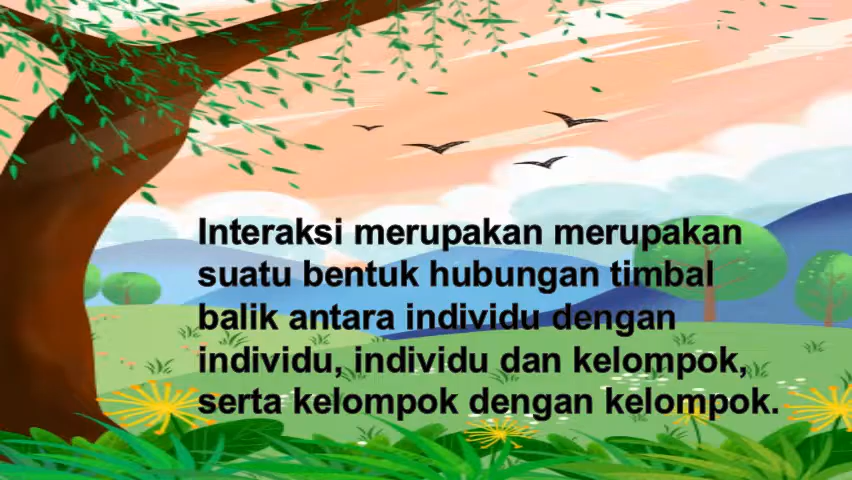 Interaksi merupakan merupakan
suatu bentuk hubungan timbal
balik antara individu dengan
individu, individu dan kelompok,
serta kelompok dengan kelompok.